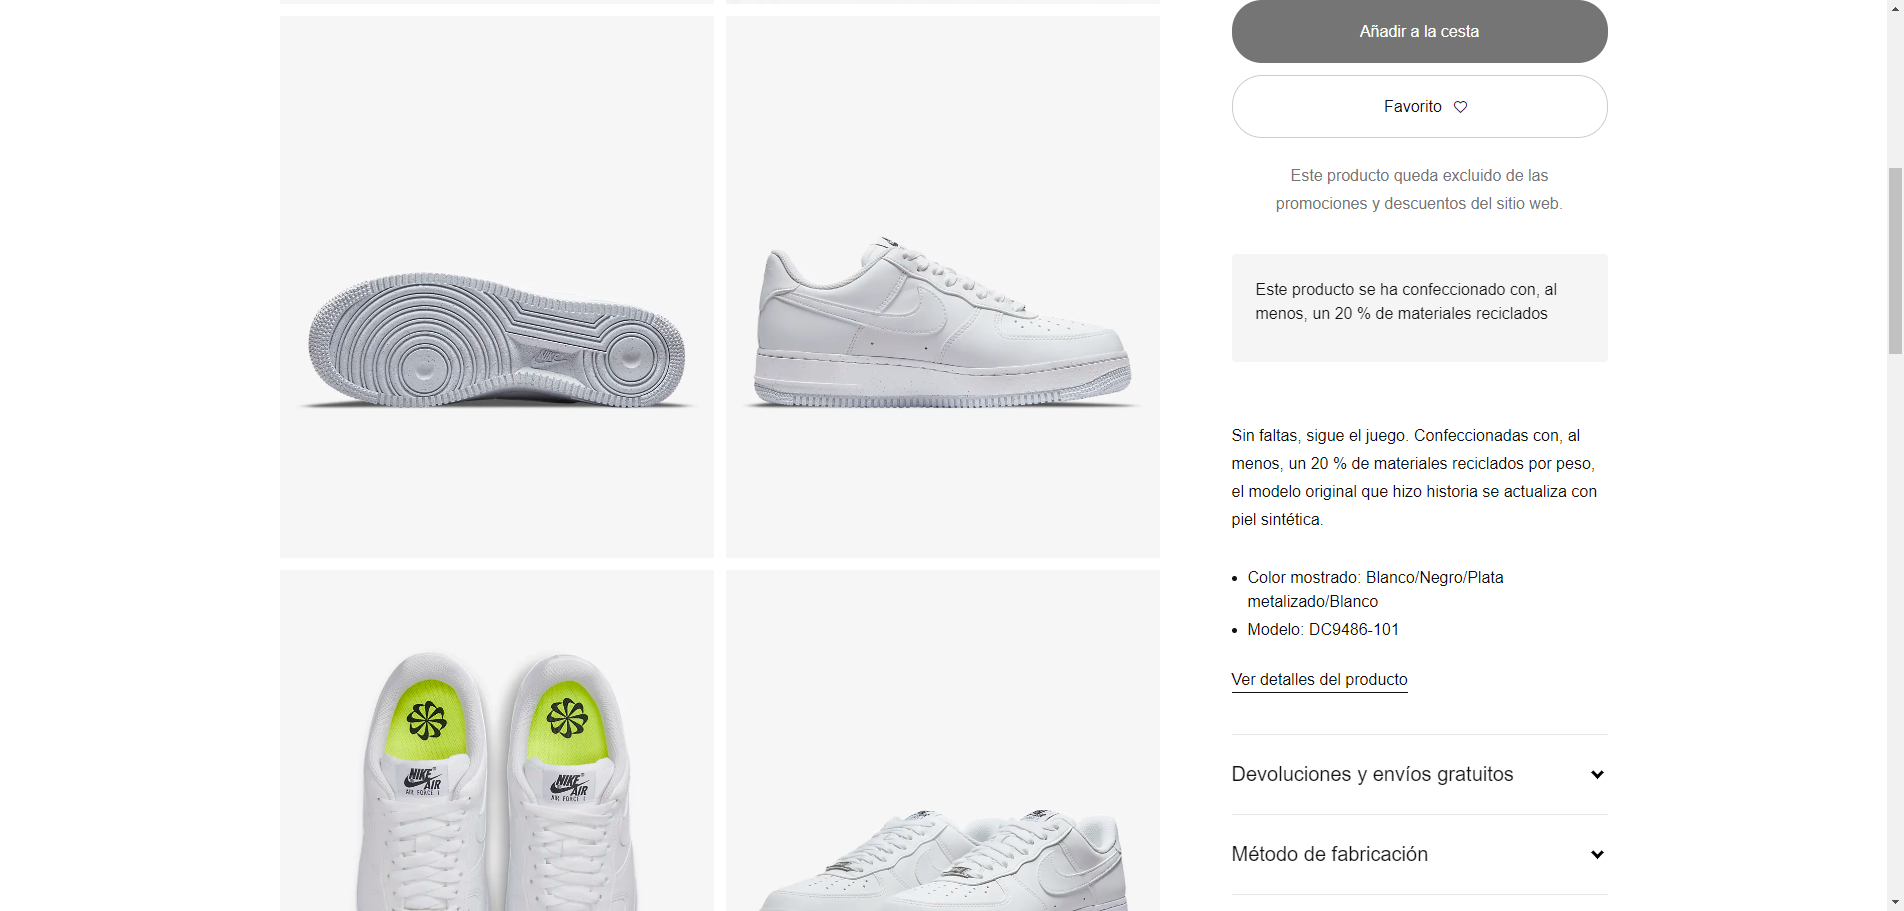 Añadir a la cesta
Favorito
Este producto queda excluido de las
promociones y descuentos del sitio web.
Este producto se ha confeccionado con, al
menos, un 20 % de materiales reciclados
Sin faltas, sigue el juego. Confeccionadas con, al
menos, un 20 % de materiales reciclados por peso,
el modelo original que hizo historia se actualiza con
piel sintética.
Color mostrado: Blanco/Negro/Plata
metalizado/Blanco
Modelo: DC9486-101
Ver detalles del producto
Devoluciones y envíos gratuitos
Método de fabricación
NIKE
AIR
AIR FORCE 1
NIKE
AIR
AIR FORCE 1